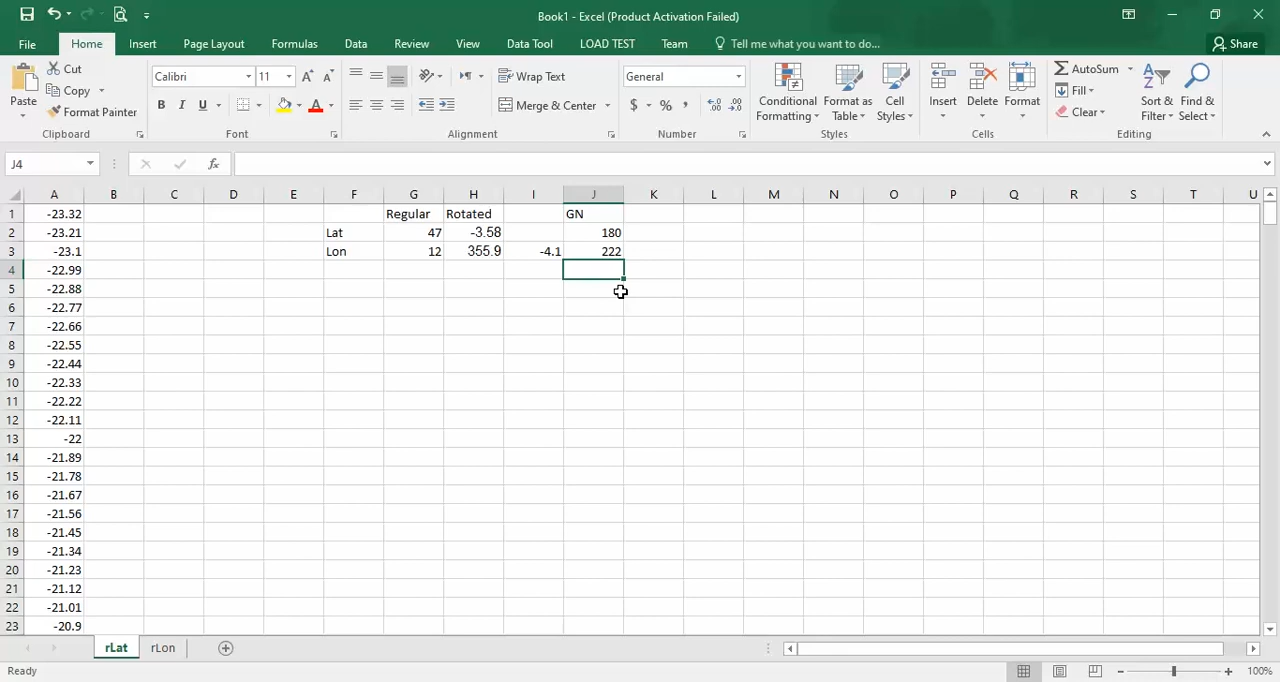 Book1 - Excel (Product Activation Failed)
File Home Insert Page Layout Formulas Data Review View Data Tool LOAD TEST Team Tell me what you want to do... Share
Paste Cut Copy Format Painter Clipboard
Calibri 11 B I U A Font
Wrap Text Merge & Center Alignment
General $ % Number
Conditional Formatting Format as Table Cell Styles Styles
Insert Delete Format Cells
AutoSum Fill Clear Sort & Filter Find & Select Editing
J4 fx
A B C D E F G H I J K L M N O P Q R S T U
1 -23.32 Regular Rotated GN
2 -23.21 Lat 47 -3.58 180
3 -23.1 Lon 12 355.9 -4.1 222
4 -22.99
5 -22.88
6 -22.77
7 -22.66
8 -22.55
9 -22.44
10 -22.33
11 -22.22
12 -22.11
13 -22
14 -21.89
15 -21.78
16 -21.67
17 -21.56
18 -21.45
19 -21.34
20 -21.23
21 -21.12
22 -21.01
23 -20.9
rLat rLon
Ready 100%